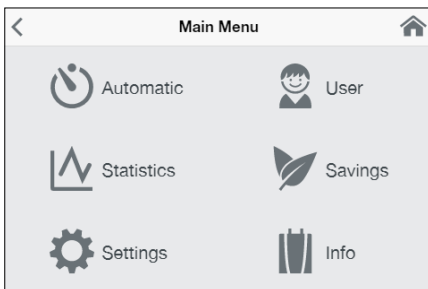 Main Menu
Automatic
User
Statistics
Savings
Settings
Info